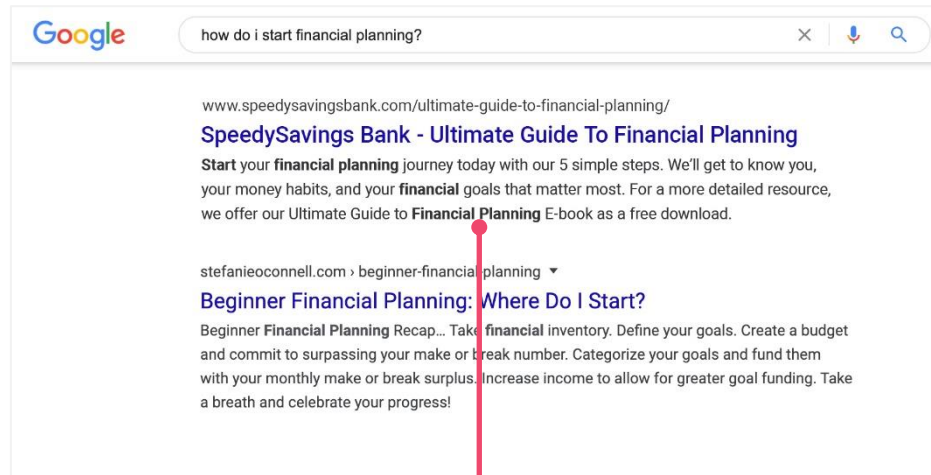 Google
how do i start financial planning?
www.speedysavingsbank.com/ultimate-guide-to-financial-planning/
SpeedySavings Bank - Ultimate Guide To Financial Planning
Start your financial planning journey today with our 5 simple steps. We'll get to know you,
your money habits, and your financial goals that matter most. For a more detailed resource,
we offer our Ultimate Guide to Financial Planning E-book as a free download.
stefanieoconnell.com › beginner-financial-planning
Beginner Financial Planning: Where Do I Start?
Beginner Financial Planning Recap... Take financial inventory. Define your goals. Create a budget
and commit to surpassing your make or break number. Categorize your goals and fund them
with your monthly make or break surplus. Increase income to allow for greater goal funding. Take
a breath and celebrate your progress!